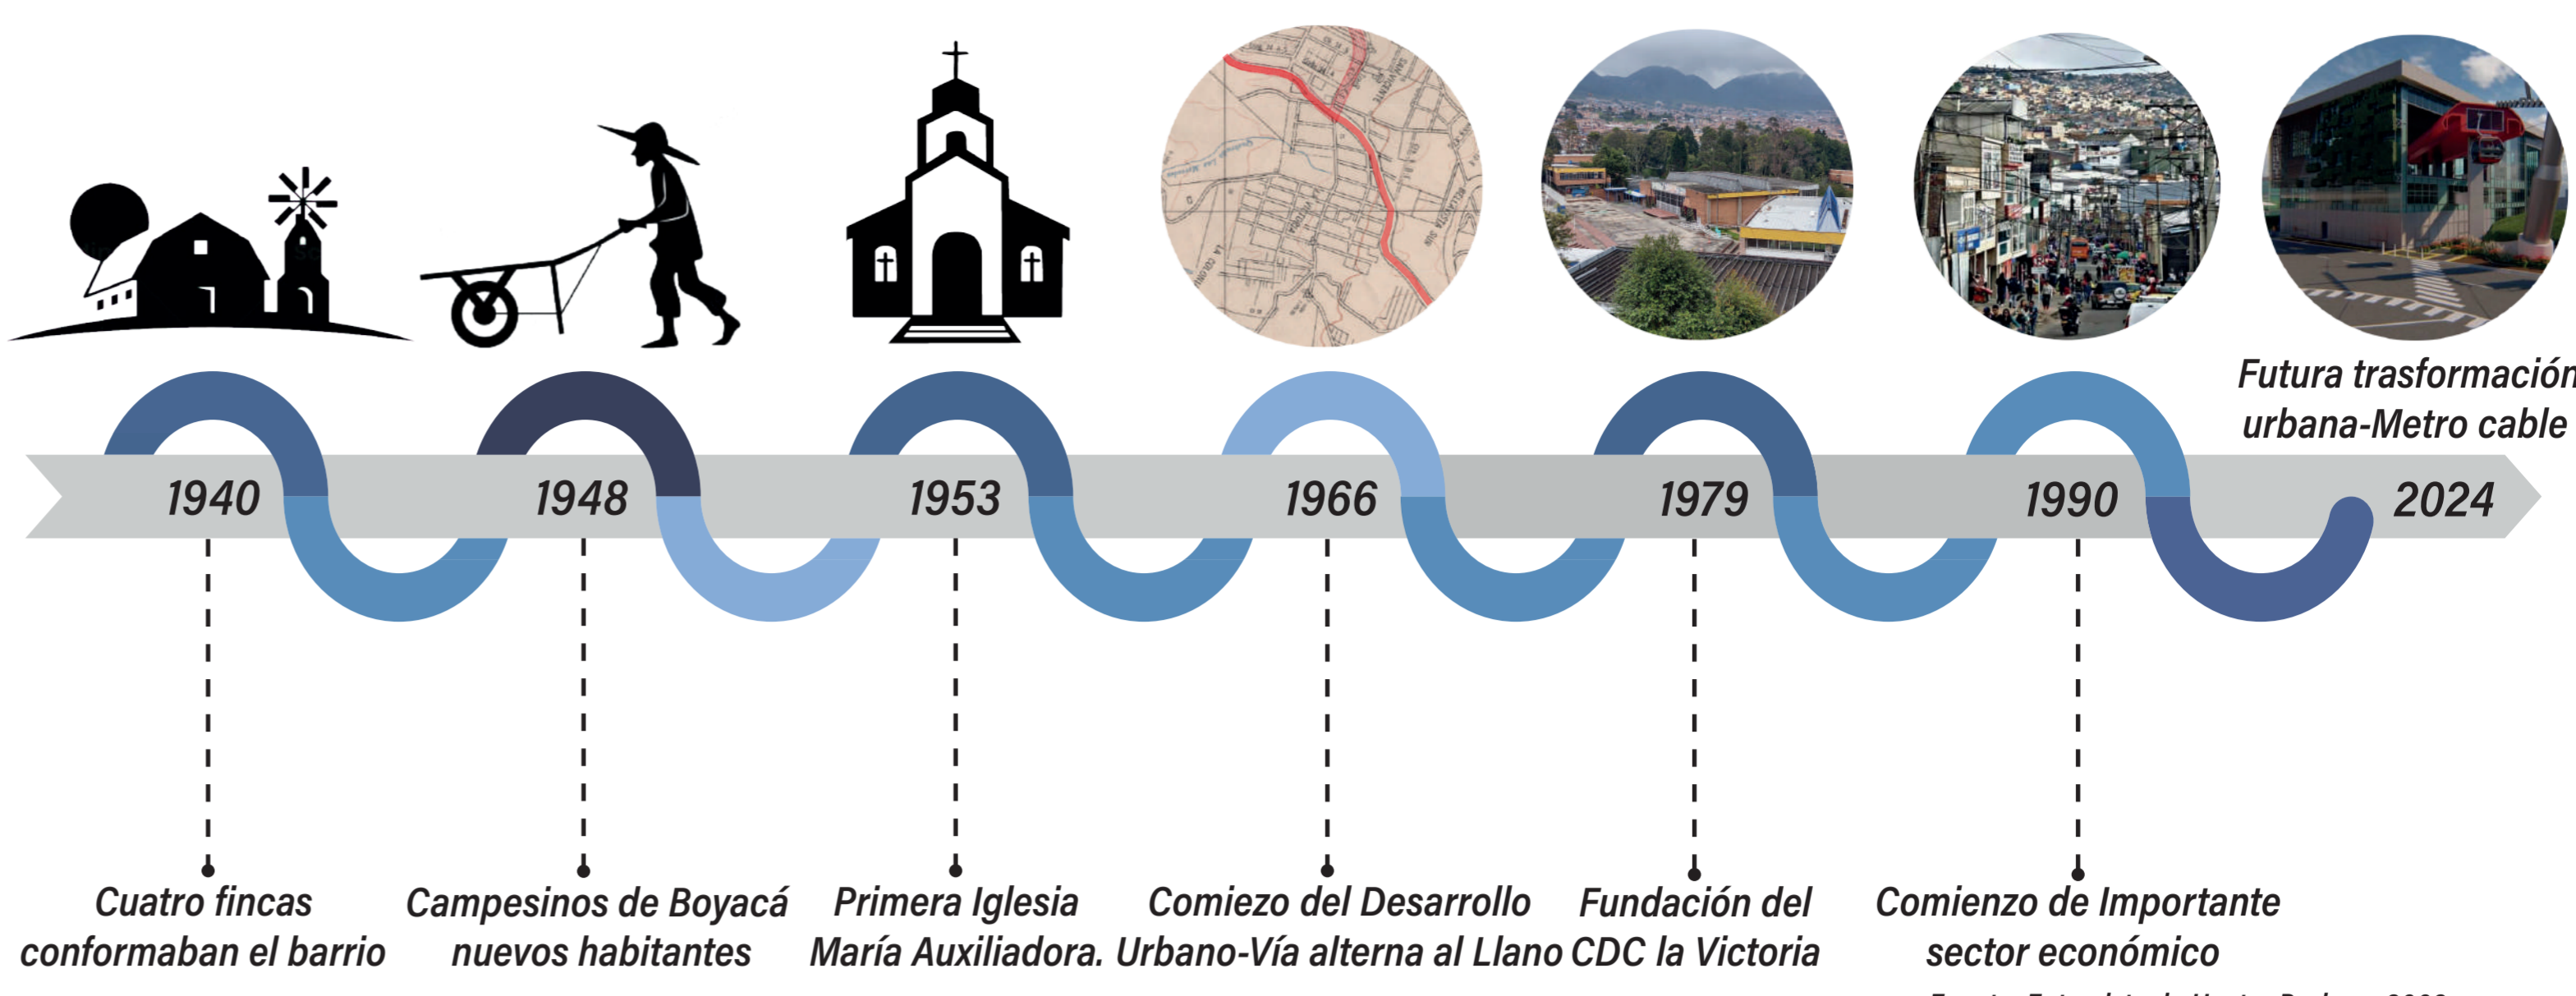 Futura trasformación
urbana-Metro cable
1940
1948
1953
1966
1979
1990
2024
Cuatro fincas
conformaban el barrio
Campesinos de Boyacá
nuevos habitantes
Primera Iglesia
María Auxiliadora.
Comiezo del Desarrollo
Urbano-Vía alterna al Llano
Fundación del
CDC la Victoria
Comienzo de Importante
sector económico